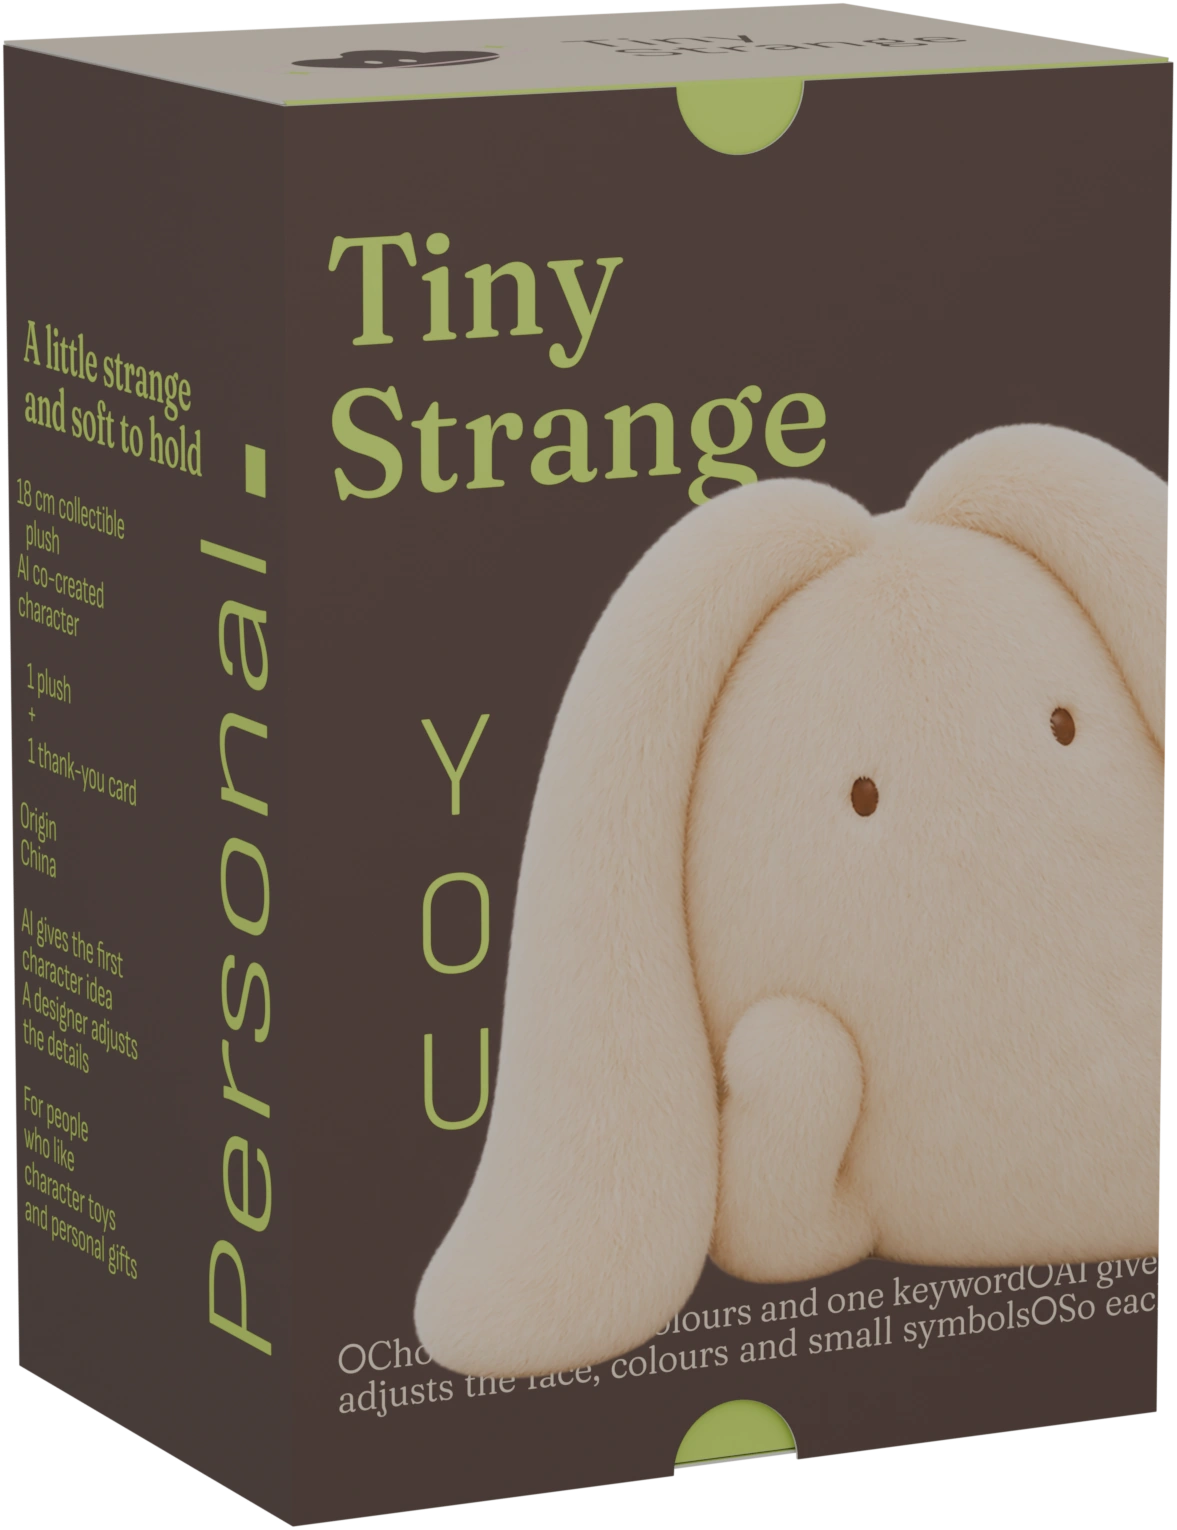 Tiny
Strange
Tiny
Strange
YOU
OCho
olours and one keywordOAI give
adjusts the face, colours and small symbolsOSo eac
A little strange
and soft to hold
18 cm collectible
plush
AI co-created
character
1 plush
+
1 thank-you card
Origin
China
AI gives the first
character idea
A designer adjusts
the details
For people
who like
character toys
and personal gifts
Personal